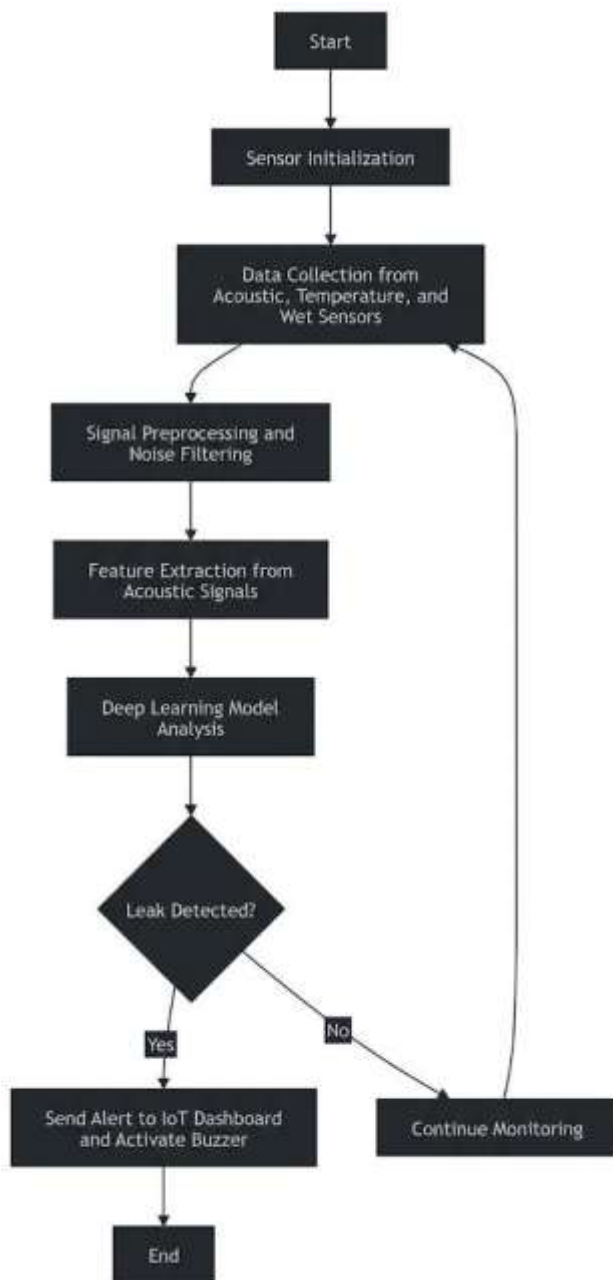 Start
Sensor Initialization
Data Collection from
Acoustic, Temperature, and
Wet Sensors
Signal Preprocessing and
Noise Filtering
Feature Extraction from
Acoustic Signals
Deep Learning Model
Analysis
Leak Detected?
Yes
No
Send Alert to IoT Dashboard
and Activate Buzzer
Continue Monitoring
End